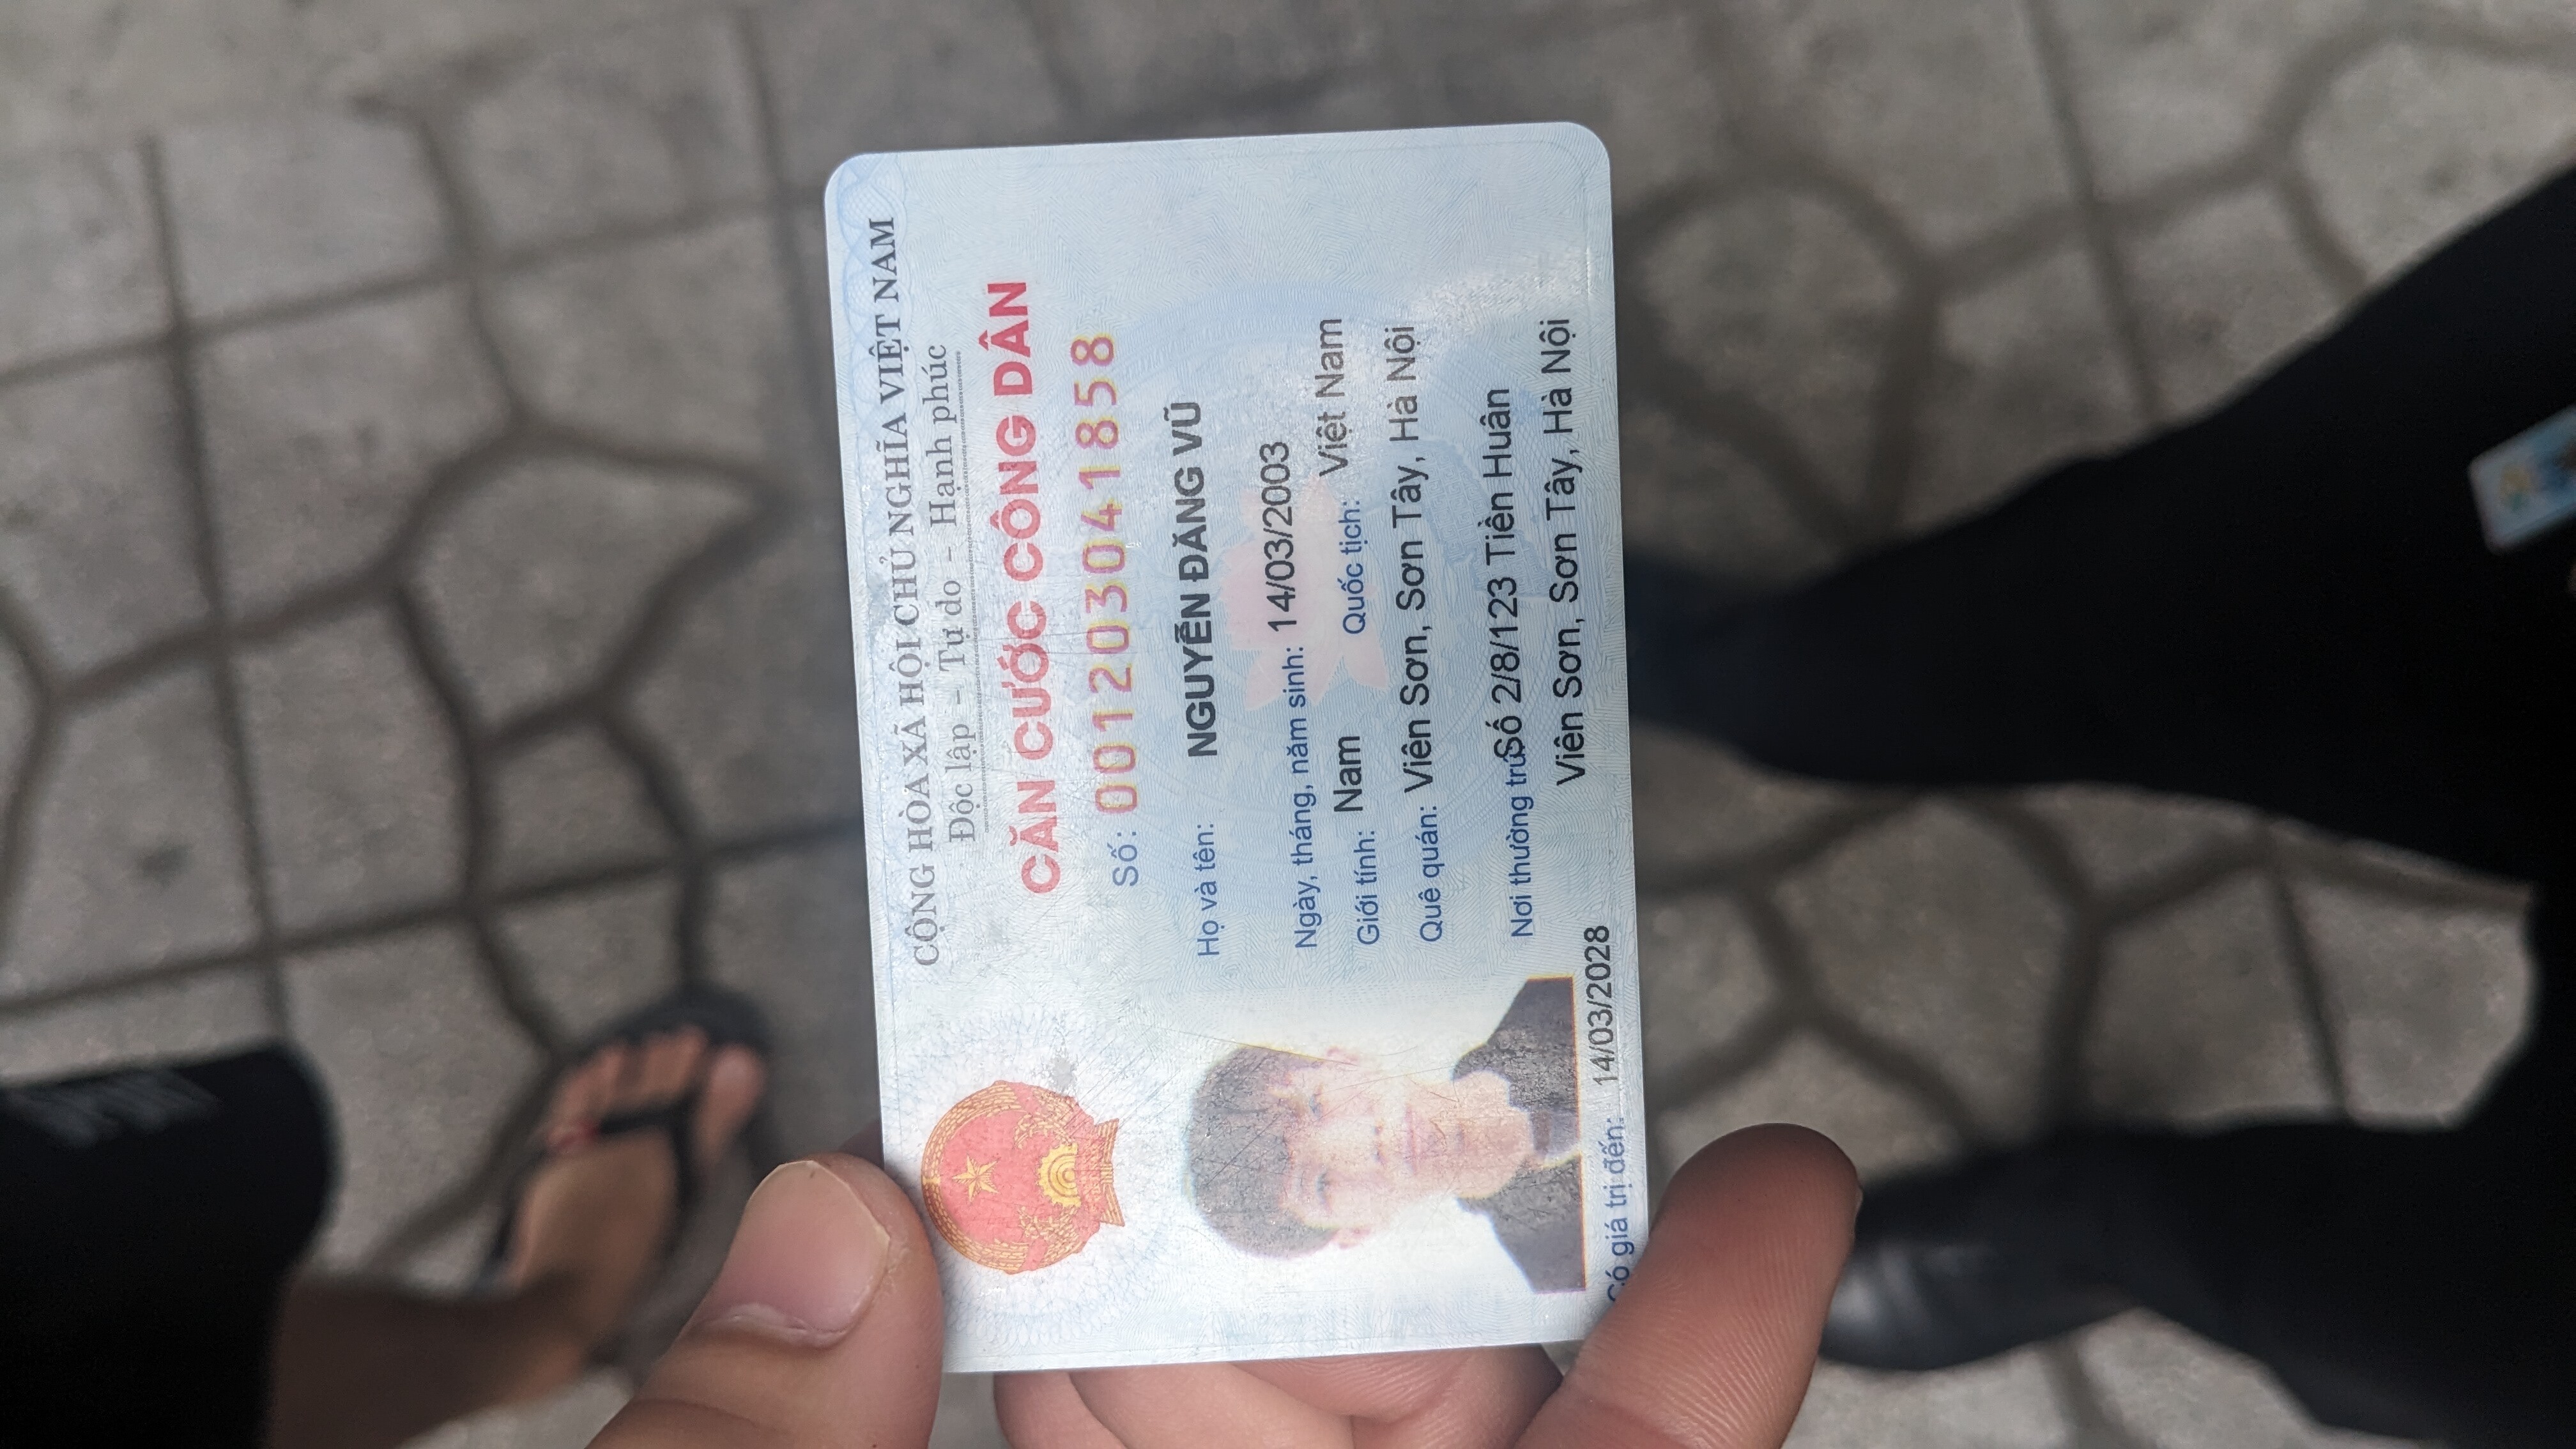 CỘNG HÒA XÃ HỘI CHỦ NGHĨA VIỆT NAM
Độc lập - Tự do - Hạnh phúc
CĂN CƯỚC CÔNG DÂN
Số: 001203041858
Họ và tên: NGUYỄN ĐĂNG VŨ
Ngày, tháng, năm sinh: 14/03/2003
Giới tính: Nam Quốc tịch: Việt Nam
Quê quán: Viên Sơn, Sơn Tây, Hà Nội
Nơi thường trú: Số 2/8/123 Tiền Huân
Viên Sơn, Sơn Tây, Hà Nội
Có giá trị đến: 14/03/2028